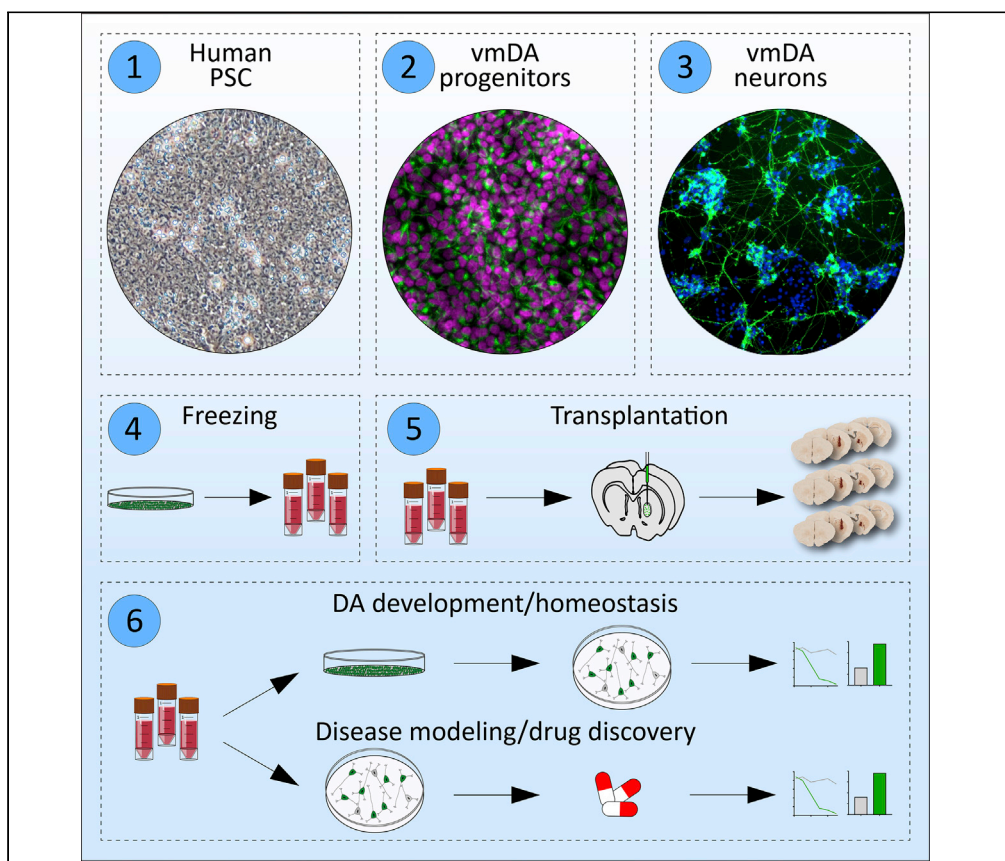 1
Human
PSC
2
vmDA
progenitors
3
vmDA
neurons
4
Freezing
5
Transplantation
6
DA development/homeostasis
Disease modeling/drug discovery